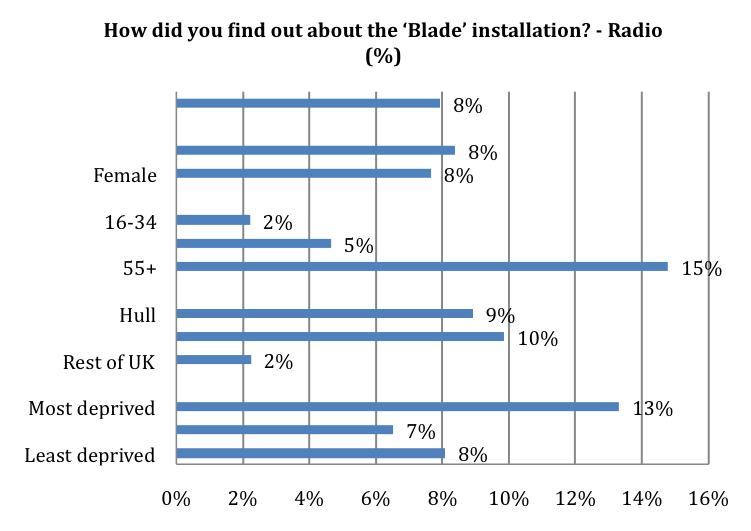 How did you find out about the ‘Blade’ installation? - Radio
(%)
8%
8%
Female 8%
16-34 2%
5%
55+ 15%
Hull 9%
10%
Rest of UK 2%
Most deprived 13%
7%
Least deprived 8%
0% 2% 4% 6% 8% 10% 12% 14% 16%